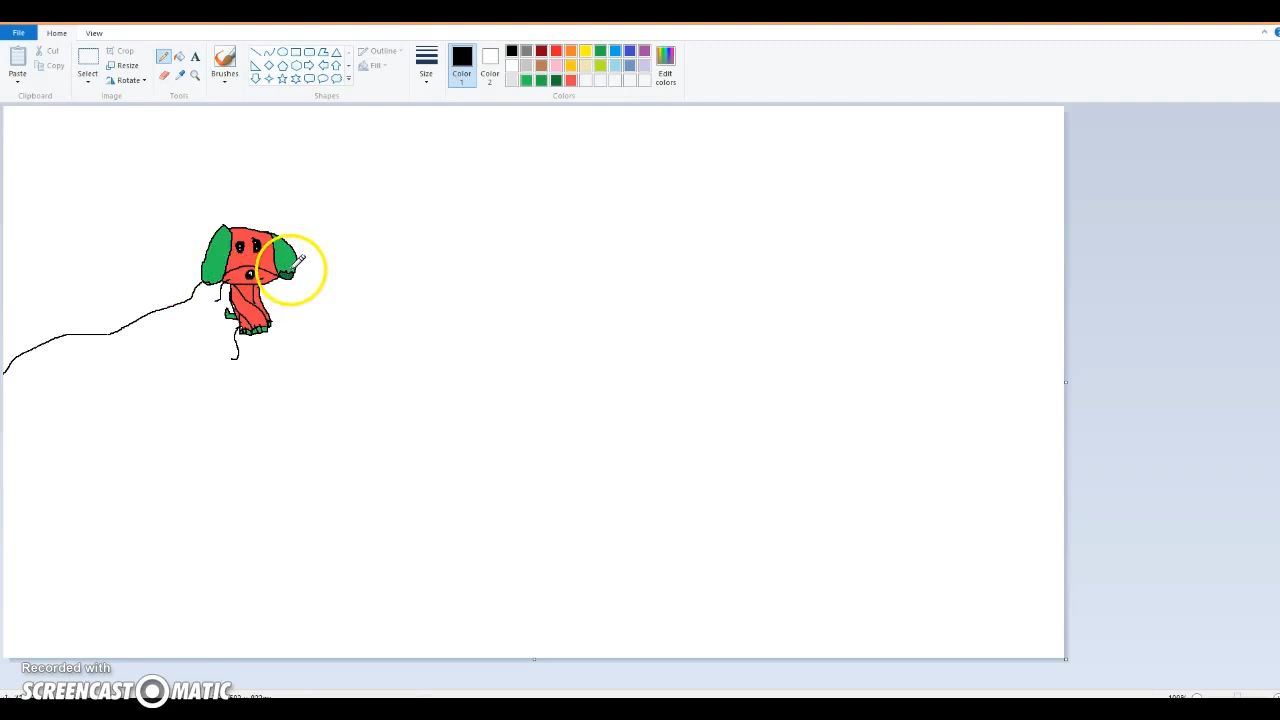 File Home View
Cut
Copy
Paste
Clipboard
Crop
Resize
Rotate
Select
Image
A
Tools
Brushes
Outline
Fill
Shapes
Size
Color 1
Color 2
Edit colors
Colors
Recorded with
SCREENCAST MATIC
100%